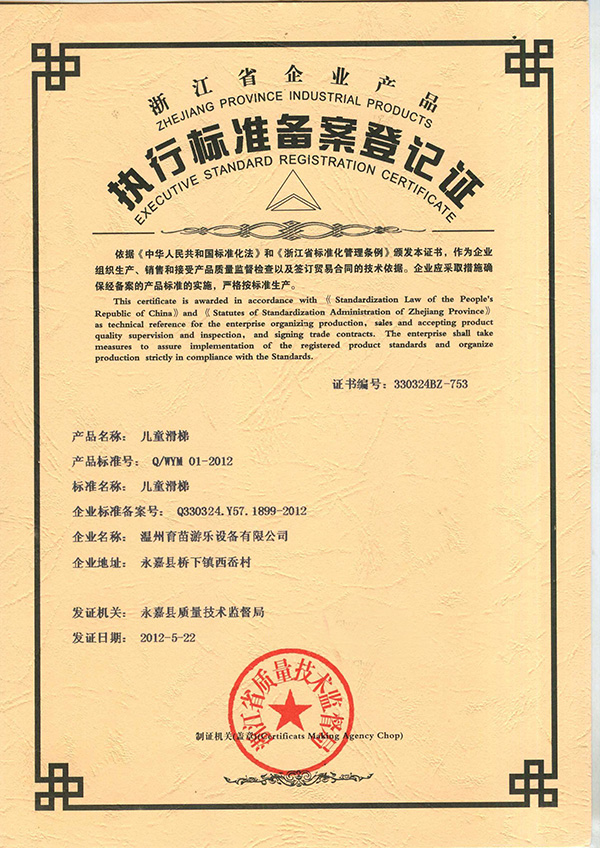 浙江省企业产品
ZHEJIANG PROVINCE INDUSTRIAL PRODUCTS
执行标准备案登记证
EXECUTIVE STANDARD REGISTRATION CERTIFICATE
依据《中华人民共和国标准化法》和《浙江省标准化管理条例》颁发本证书，作为企业
组织生产、销售和接受产品质量监督检查以及签订贸易合同的技术依据。企业应采取措施确
保经备案的产品标准的实施，严格按标准生产。
This certificate is awarded in accordance with 《 Standardization Law of the People's
Republic of China》 and 《 Statutes of Standardization Administration of Zhejiang Province》
as technical reference for the enterprise organizing production, sales and accepting product
quality supervision and inspection, and signing trade contracts. The enterprise shall take
measures to assure implementation of the registered product standards and organize
production strictly in compliance with the Standards.
证书编号：330324BZ-753
产品名称：儿童滑梯
产品标准号：Q/WYM 01-2012
标准名称：儿童滑梯
企业标准备案号：Q330324.Y57.1899-2012
企业名称：温州育苗游乐设备有限公司
企业地址：永嘉县桥下镇西岙村
发证机关：永嘉县质量技术监督局
发证日期：2012-5-22
浙江省质量技术监督局
制证机关(盖章)(Certificats Making Agency Chop)